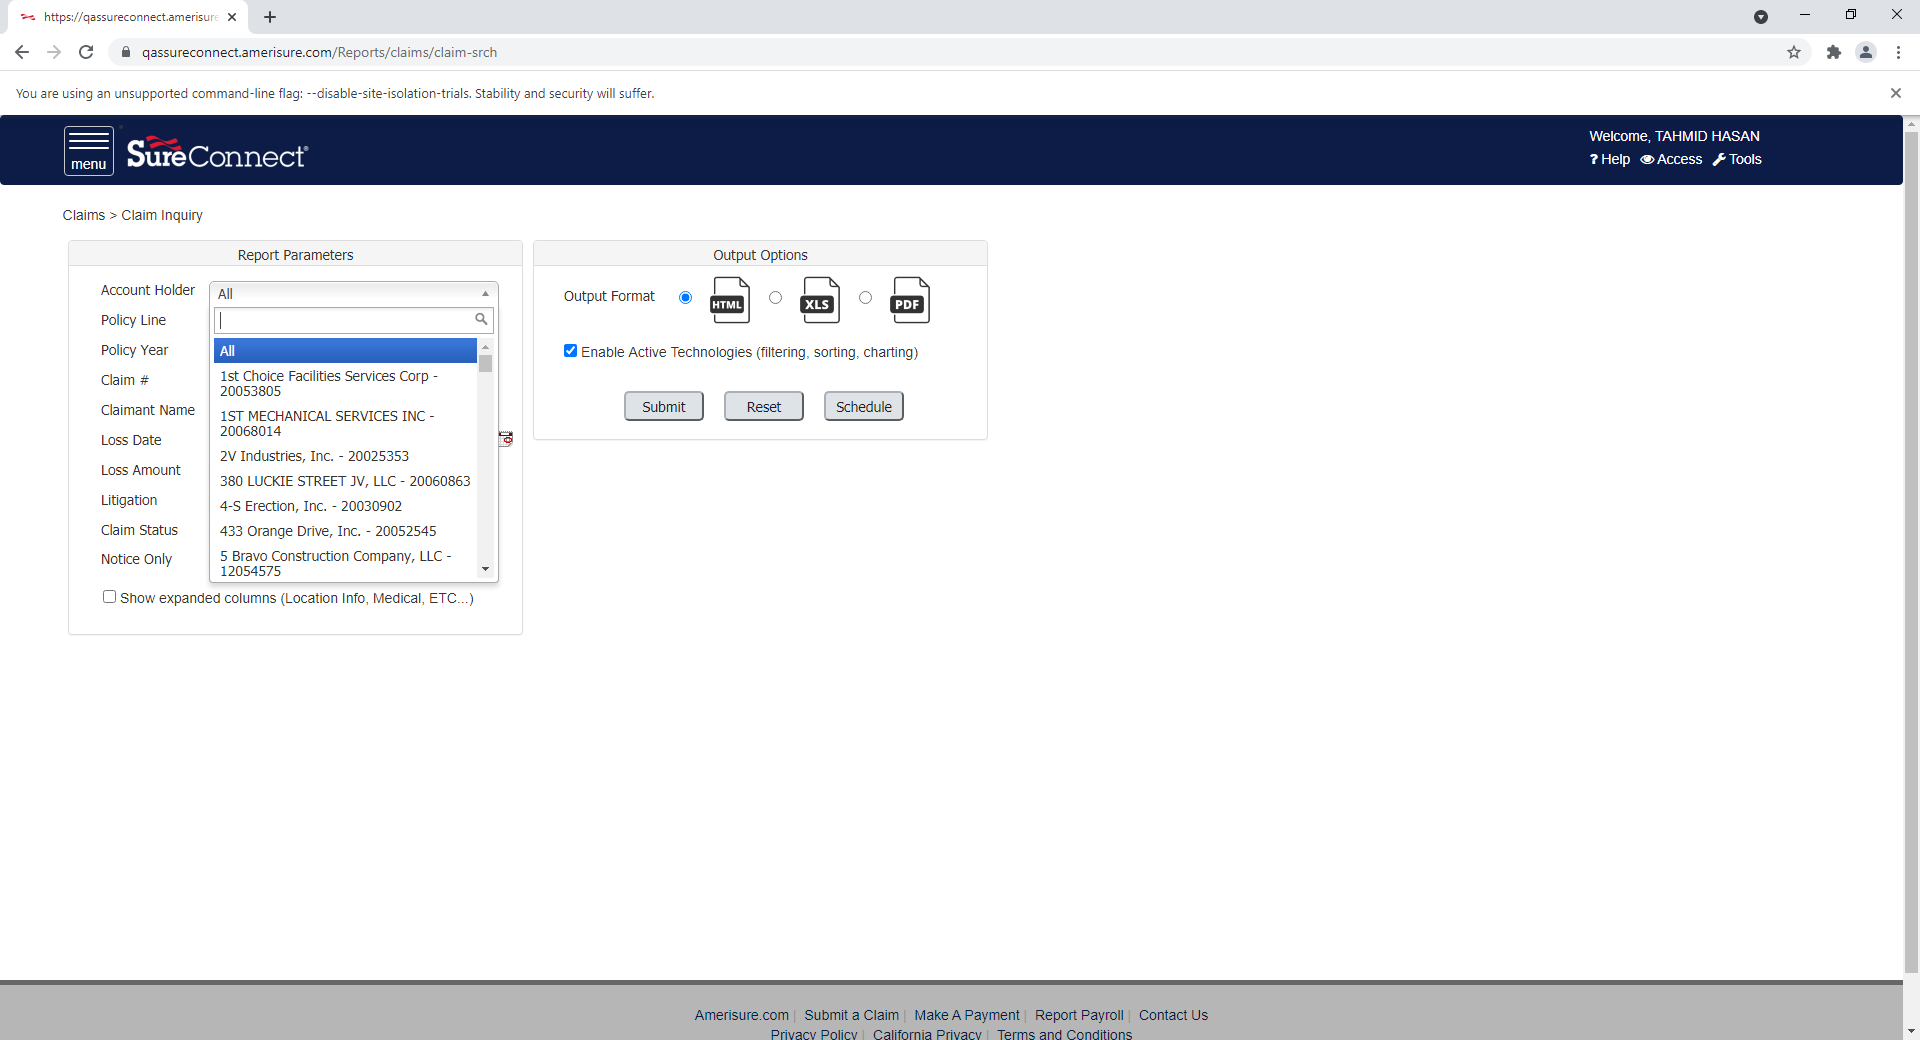 https://qassureconnect.amerisure
qassureconnect.amerisure.com/Reports/claims/claim-srch
You are using an unsupported command-line flag: --disable-site-isolation-trials. Stability and security will suffer.
menu
SureConnect®
Welcome, TAHMID HASAN
? Help Access Tools
Claims > Claim Inquiry
Report Parameters
Account Holder
All
Policy Line
Policy Year
Claim #
Claimant Name
Loss Date
Loss Amount
Litigation
Claim Status
Notice Only
All
1st Choice Facilities Services Corp -
20053805
1ST MECHANICAL SERVICES INC -
20068014
2V Industries, Inc. - 20025353
380 LUCKIE STREET JV, LLC - 20060863
4-S Erection, Inc. - 20030902
433 Orange Drive, Inc. - 20052545
5 Bravo Construction Company, LLC -
12054575
Show expanded columns (Location Info, Medical, ETC...)
Output Options
Output Format
HTML
XLS
PDF
Enable Active Technologies (filtering, sorting, charting)
Submit
Reset
Schedule
Amerisure.com | Submit a Claim | Make A Payment | Report Payroll | Contact Us
Privacy Policy | California Privacy | Terms and Conditions